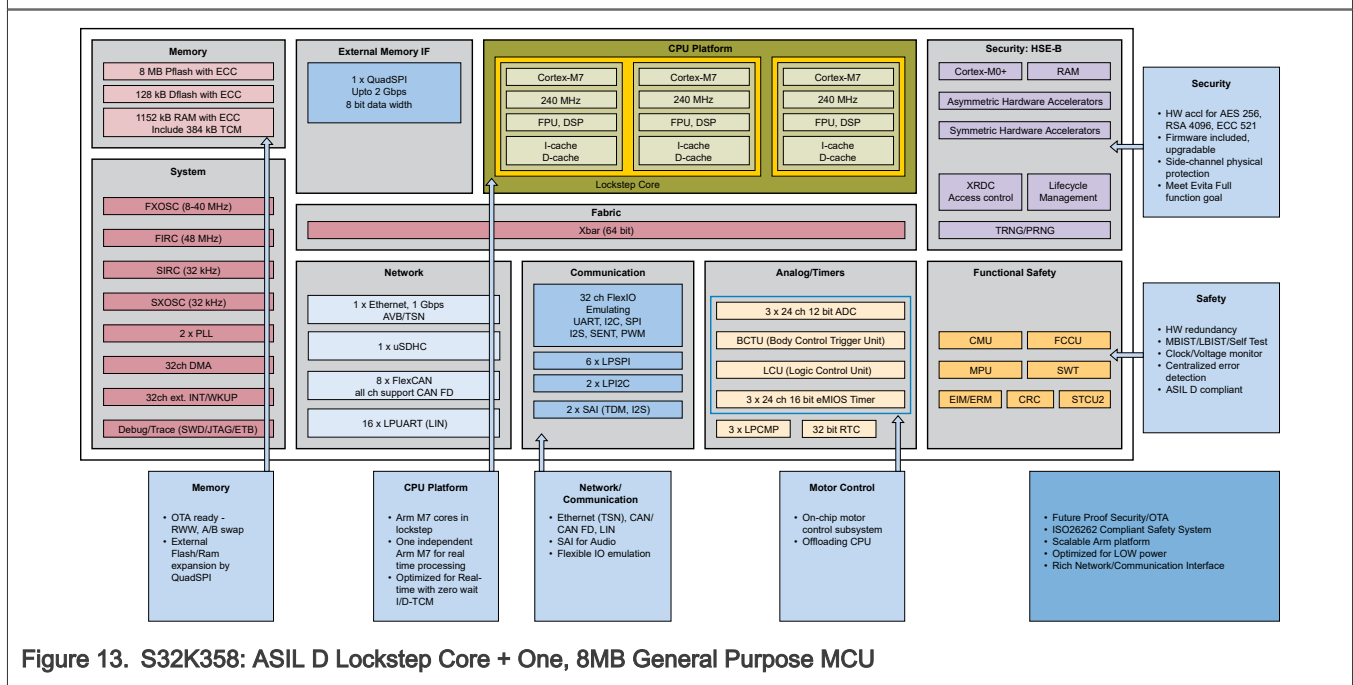 Memory
8 MB Pflash with ECC
128 kB Dflash with ECC
1152 kB RAM with ECC
Include 384 kB TCM
System
FXOSC (8-40 MHz)
FIRC (48 MHz)
SIRC (32 kHz)
SXOSC (32 kHz)
2 x PLL
32ch DMA
32ch ext. INT/WKUP
Debug/Trace (SWD/JTAG/ETB)
External Memory IF
1 x QuadSPI
Upto 2 Gbps
8 bit data width
CPU Platform
Cortex-M7
240 MHz
FPU, DSP
I-cache
D-cache
Cortex-M7
240 MHz
FPU, DSP
I-cache
D-cache
Cortex-M7
240 MHz
FPU, DSP
I-cache
D-cache
Lockstep Core
Fabric
Xbar (64 bit)
Security: HSE-B
Cortex-M0+
RAM
Asymmetric Hardware Accelerators
Symmetric Hardware Accelerators
XRDC
Access control
Lifecycle
Management
TRNG/PRNG
Network
1 x Ethernet, 1 Gbps
AVB/TSN
1 x uSDHC
8 x FlexCAN
all ch support CAN FD
16 x LPUART (LIN)
Communication
32 ch FlexIO
Emulating
UART, I2C, SPI
I2S, SENT, PWM
6 x LPSPI
2 x LPI2C
2 x SAI (TDM, I2S)
Analog/Timers
3 x 24 ch 12 bit ADC
BCTU (Body Control Trigger Unit)
LCU (Logic Control Unit)
3 x 24 ch 16 bit eMIOS Timer
3 x LPCMP
32 bit RTC
Functional Safety
CMU
FCCU
MPU
SWT
EIM/ERM
CRC
STCU2
Security
• HW accl for AES 256,
RSA 4096, ECC 521
• Firmware included,
upgradable
• Side-channel physical
protection
• Meet Evita Full
function goal
Safety
• HW redundancy
• MBIST/LBIST/Self Test
• Clock/Voltage monitor
• Centralized error
detection
• ASIL D compliant
Memory
• OTA ready -
RWW, A/B swap
• External
Flash/Ram
expansion by
QuadSPI
CPU Platform
• Arm M7 cores in
lockstep
• One independent
Arm M7 for real
time processing
• Optimized for Real-
time with zero wait
I/D-TCM
Network/
Communication
• Ethernet (TSN), CAN/
CAN FD, LIN
• SAI for Audio
• Flexible IO emulation
Motor Control
• On-chip motor
control subsystem
• Offloading CPU
• Future Proof Security/OTA
• ISO26262 Compliant Safety System
• Scalable Arm platform
• Optimized for LOW power
• Rich Network/Communication Interface
Figure 13. S32K358: ASIL D Lockstep Core + One, 8MB General Purpose MCU